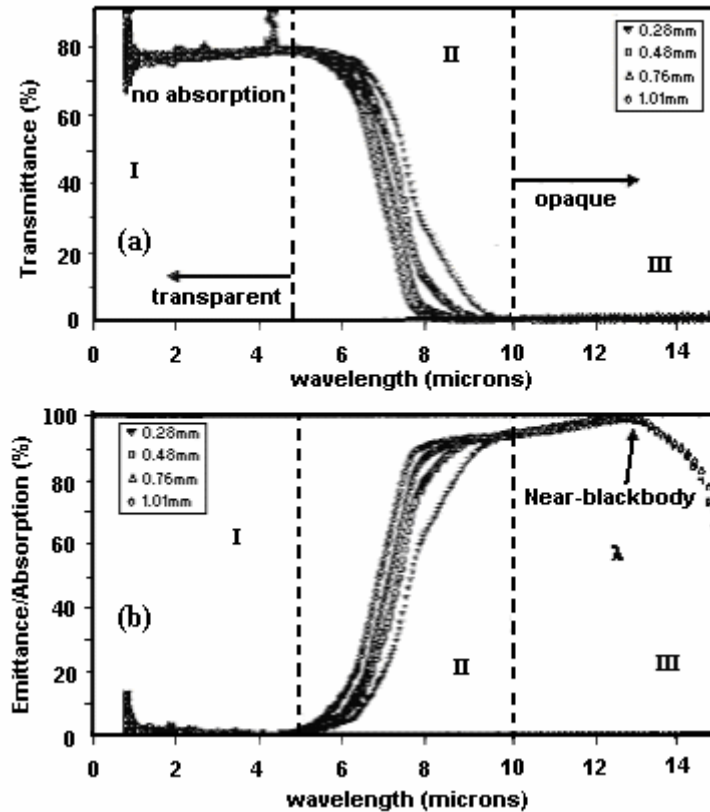 Transmittance (%)
80
60
40
20
0
no absorption
I
II
III
(a)
transparent
opaque
▼ 0.28mm
□ 0.48mm
△ 0.76mm
◊ 1.01mm
0 2 4 6 8 10 12 14
wavelength (microns)
Emittance/Absorption (%)
100
80
60
40
20
0
▼ 0.28mm
□ 0.48mm
△ 0.76mm
◊ 1.01mm
I
II
III
(b)
Near-blackbody
λ
0 2 4 6 8 10 12 14
wavelength (microns)